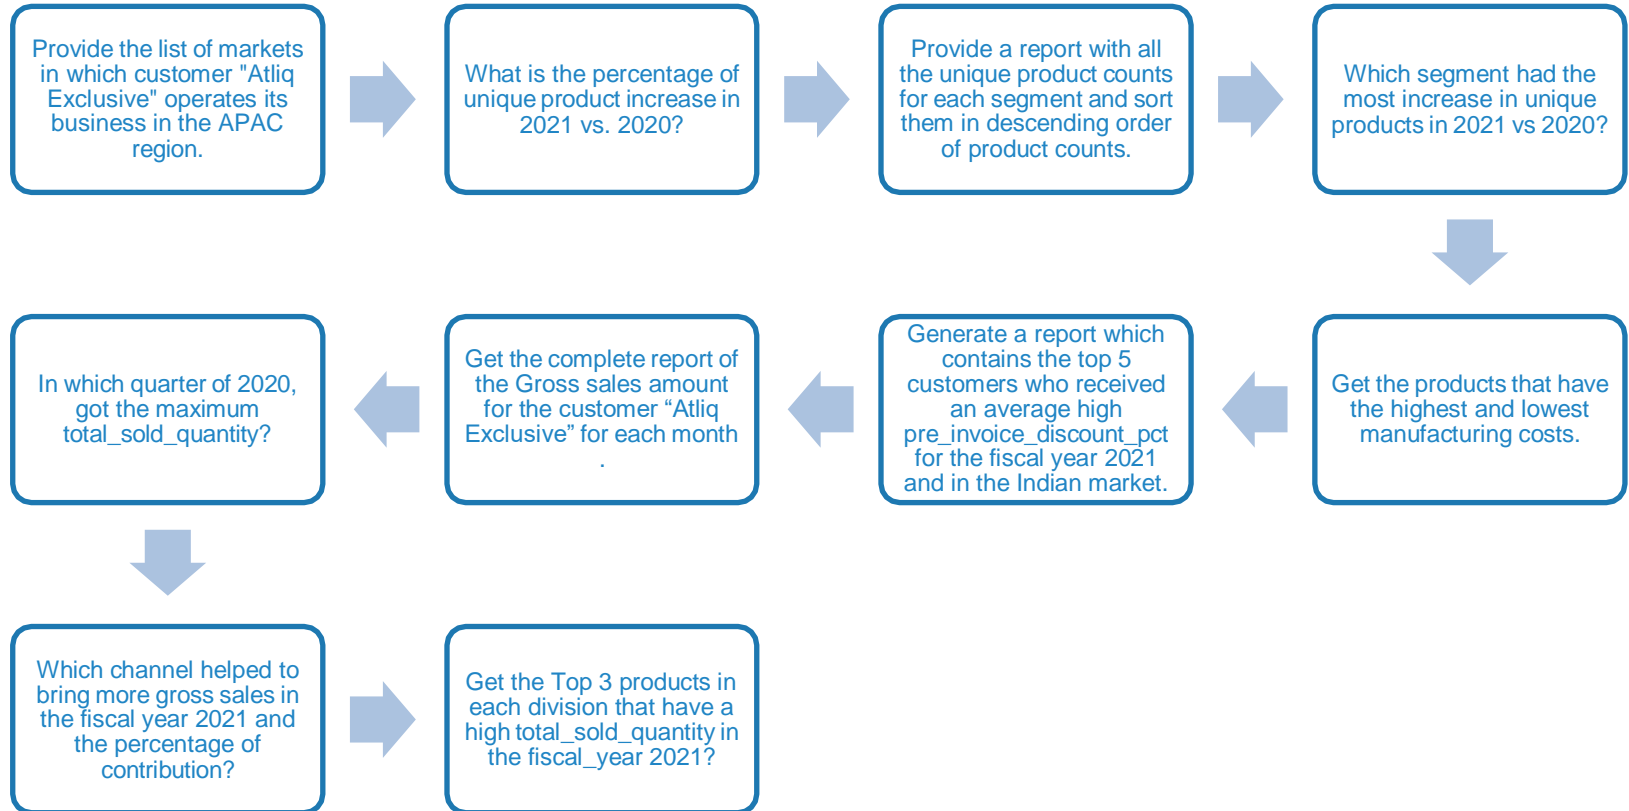 Provide the list of markets
in which customer "Atliq
Exclusive" operates its
business in the APAC
region.
What is the percentage of
unique product increase in
2021 vs. 2020?
Provide a report with all
the unique product counts
for each segment and sort
them in descending order
of product counts.
Which segment had the
most increase in unique
products in 2021 vs 2020?
Get the products that have
the highest and lowest
manufacturing costs.
Generate a report which
contains the top 5
customers who received
an average high
pre_invoice_discount_pct
for the fiscal year 2021
and in the Indian market.
Get the complete report of
the Gross sales amount
for the customer “Atliq
Exclusive” for each month
.
In which quarter of 2020,
got the maximum
total_sold_quantity?
Which channel helped to
bring more gross sales in
the fiscal year 2021 and
the percentage of
contribution?
Get the Top 3 products in
each division that have a
high total_sold_quantity in
the fiscal_year 2021?